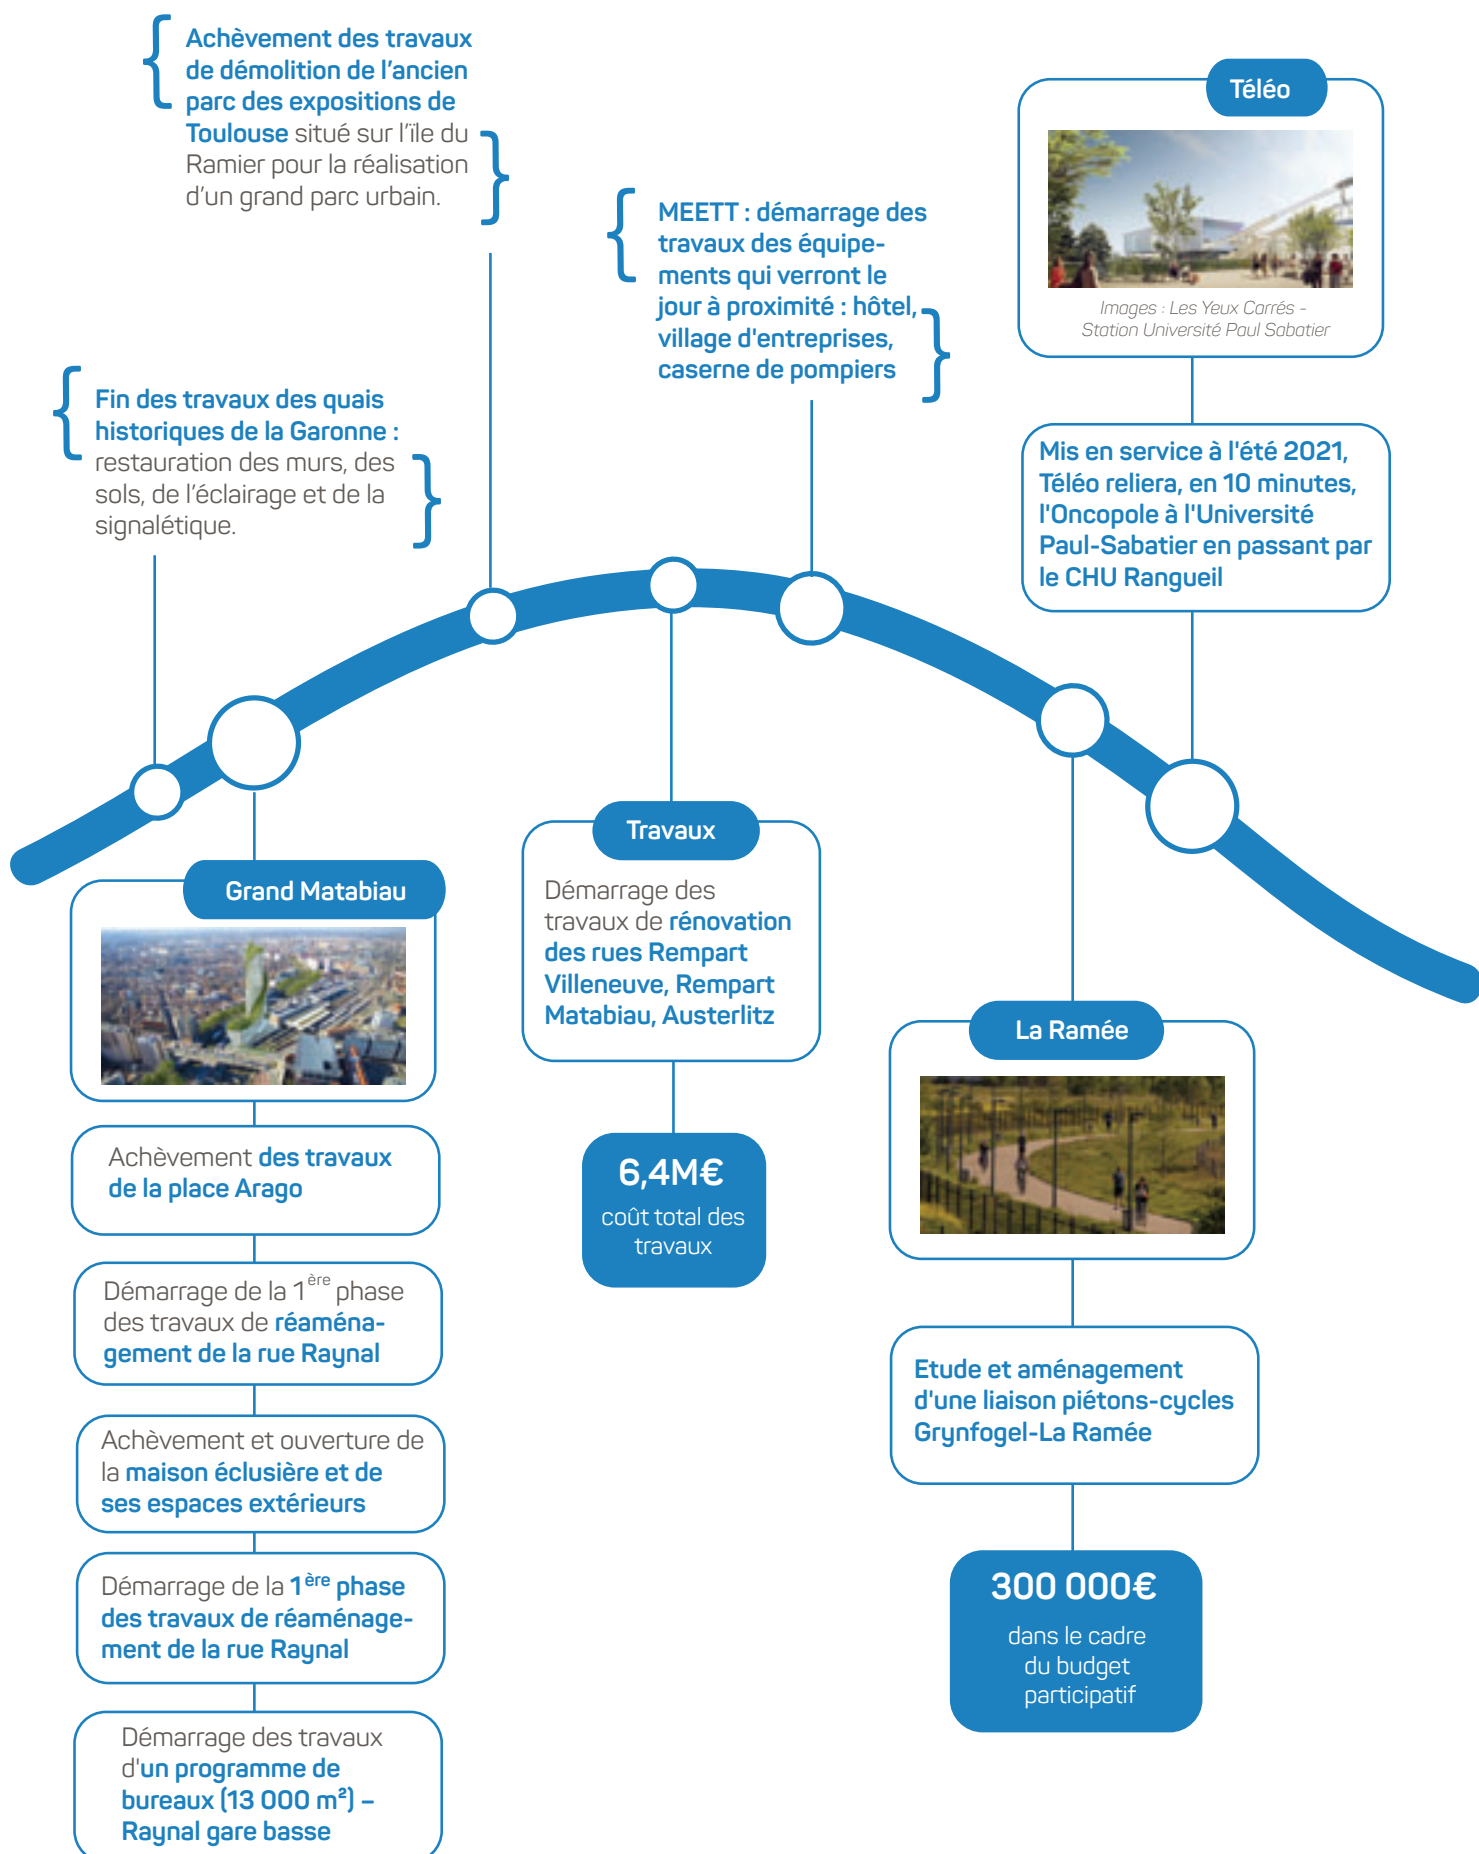 Achèvement des travaux
de démolition de l'ancien
parc des expositions de
Toulouse situé sur l'île du
Ramier pour la réalisation
d'un grand parc urbain.
Téléo
Images : Les Yeux Carrés -
Station Université Paul Sabatier
MEETT : démarrage des
travaux des équipe-
ments qui verront le
jour à proximité : hôtel,
village d'entreprises,
caserne de pompiers
Fin des travaux des quais
historiques de la Garonne :
restauration des murs, des
sols, de l'éclairage et de la
signalétique.
Mis en service à l'été 2021,
Téléo reliera, en 10 minutes,
l'Oncopole à l'Université
Paul-Sabatier en passant par
le CHU Rangueil
Grand Matabiau
Achèvement des travaux
de la place Arago
Démarrage de la 1ère phase
des travaux de réaména-
gement de la rue Raynal
Achèvement et ouverture de
la maison éclusière et de
ses espaces extérieurs
Démarrage de la 1ère phase
des travaux de réaménage-
ment de la rue Raynal
Démarrage des travaux
d'un programme de
bureaux (13 000 m²) –
Raynal gare basse
Travaux
Démarrage des
travaux de rénovation
des rues Rempart
Villeneuve, Rempart
Matabiau, Austerlitz
6,4M€
coût total des
travaux
La Ramée
Etude et aménagement
d'une liaison piétons-cycles
Grynfogel-La Ramée
300 000€
dans le cadre
du budget
participatif